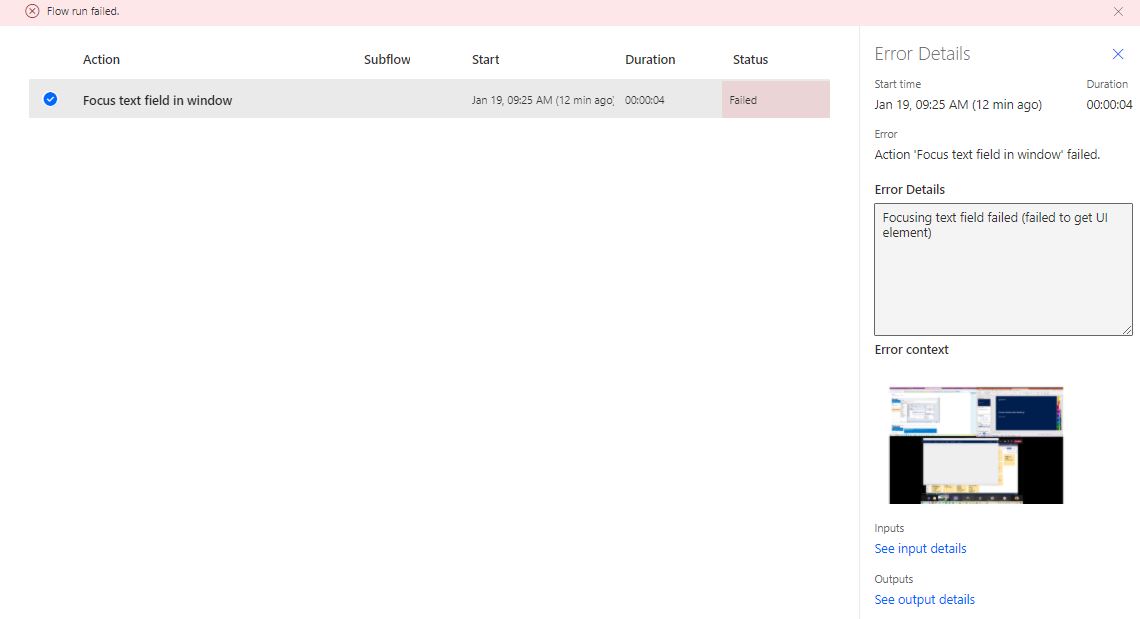 Flow run failed.
Action Subflow Start Duration Status
Focus text field in window Jan 19, 09:25 AM (12 min ago) 00:00:04 Failed
Error Details
Start time Duration
Jan 19, 09:25 AM (12 min ago) 00:00:04
Error
Action 'Focus text field in window' failed.
Error Details
Focusing text field failed (failed to get UI
element)
Error context
Inputs
See input details
Outputs
See output details